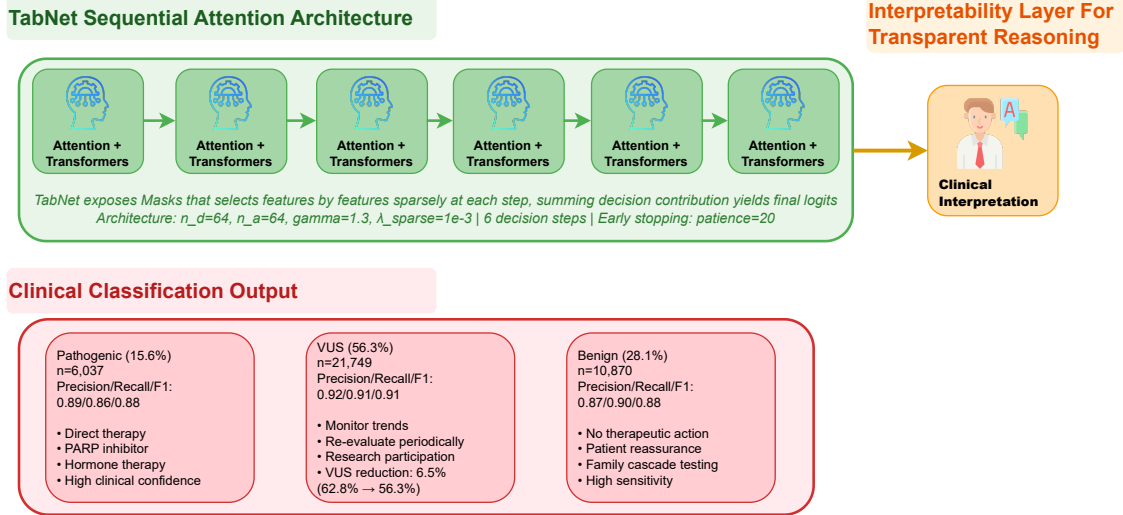 TabNet Sequential Attention Architecture
Interpretability Layer For
Transparent Reasoning
Attention +
Transformers
Attention +
Transformers
Attention +
Transformers
Attention +
Transformers
Attention +
Transformers
Attention +
Transformers
A
Clinical
Interpretation
TabNet exposes Masks that selects features by features sparsely at each step, summing decision contribution yields final logits
Architecture: n_d=64, n_a=64, gamma=1.3, λ_sparse=1e-3 | 6 decision steps | Early stopping: patience=20
Clinical Classification Output
Pathogenic (15.6%)
n=6,037
Precision/Recall/F1:
0.89/0.86/0.88
• Direct therapy
• PARP inhibitor
• Hormone therapy
• High clinical confidence
VUS (56.3%)
n=21,749
Precision/Recall/F1:
0.92/0.91/0.91
• Monitor trends
• Re-evaluate periodically
• Research participation
• VUS reduction: 6.5%
(62.8% → 56.3%)
Benign (28.1%)
n=10,870
Precision/Recall/F1:
0.87/0.90/0.88
• No therapeutic action
• Patient reassurance
• Family cascade testing
• High sensitivity